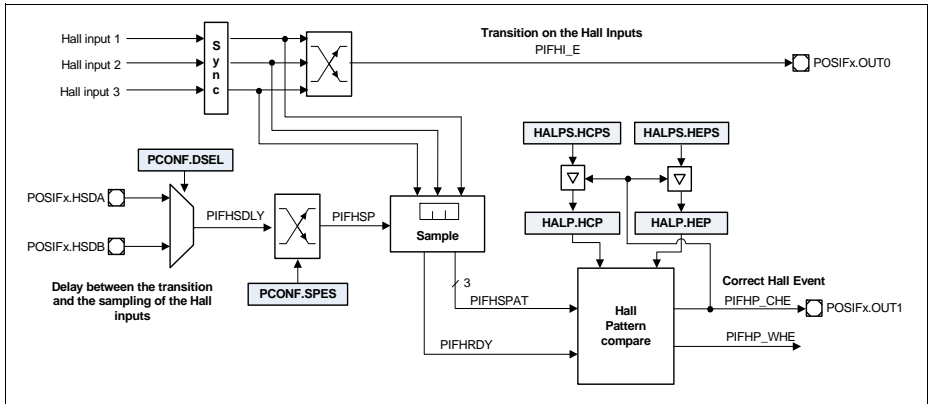 Hall input 1
Hall input 2
Hall input 3
Sync
Transition on the Hall Inputs
PIFHI_E
POSIFx.OUT0
HALPS.HCPS
HALPS.HEPS
PCONF.DSEL
POSIFx.HSDA
POSIFx.HSDB
PIFHSDLY
PIFHSP
Sample
HALP.HCP
HALP.HEP
PCONF.SPES
Delay between the transition
and the sampling of the Hall
inputs
3
PIFHSPAT
PIFHRDY
Hall
Pattern
compare
Correct Hall Event
PIFHP_CHE
POSIFx.OUT1
PIFHP_WHE